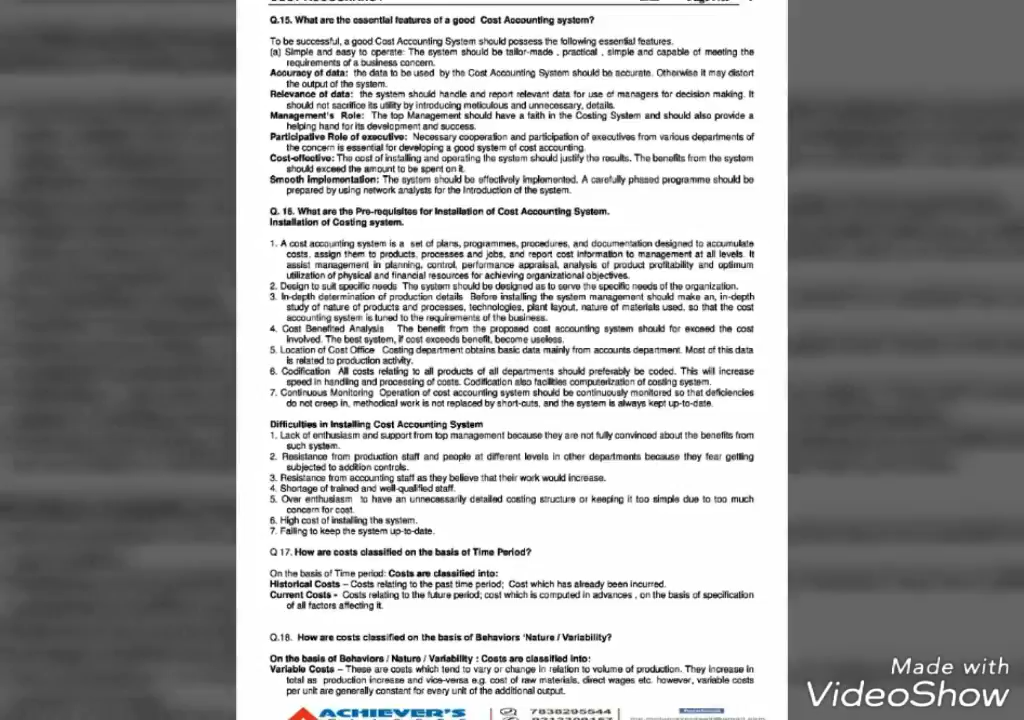 Q.15. What are the essential features of a good Cost Accounting system?
To be successful, a good Cost Accounting System should possess the following essential features.
(a) Simple and easy to operate: The system should be tailor-made , practical , simple and capable of meeting the
requirements of a business concern.
Accuracy of data: the data to be used by the Cost Accounting System should be accurate. Otherwise it may distort
the output of the system.
Relevance of data: the system should handle and report relevant data for use of managers for decision making. It
should not sacrifice its utility by introducing meticulous and unnecessary, details.
Management's Role: The top Management should have a faith in the Costing System and should also provide a
helping hand for its development and success.
Participative Role of executive: Necessary cooperation and participation of executives from various departments of
the concern is essential for developing a good system of cost accounting.
Cost-effective: The cost of installing and operating the system should justify the results. The benefits from the system
should exceed the amount to be spent on it.
Smooth Implementation: The system should be effectively implemented. A carefully phased programme should be
prepared by using network analysts for the Introduction of the system.
Q. 16. What are the Pre-requisites for Installation of Cost Accounting System.
Installation of Costing system.
1. A cost accounting system is a set of plans, programmes, procedures, and documentation designed to accumulate
costs, assign them to products, processes and jobs, and report cost information to management at all levels. It
assist management in planning, control, performance appraisal, analysis of product profitability and optimum
utilization of physical and financial resources for achieving organizational objectives.
2. Design to suit specific needs The system should be designed as to serve the specific needs of the organization.
3. In-depth determination of production details Before installing the system management should make an, in-depth
study of nature of products and processes, technologies, plant layout, nature of materials used, so that the cost
accounting system is tuned to the requirements of the business.
4. Cost Benefited Analysis The benefit from the proposed cost accounting system should for exceed the cost
involved. The best system, if cost exceeds benefit, become useless.
5. Location of Cost Office Costing department obtains basic data mainly from accounts department. Most of this data
is related to production activity.
6. Codification All costs relating to all products of all departments should preferably be coded. This will increase
speed in handling and processing of costs. Codification also facilities computerization of costing system.
7. Continuous Monitoring Operation of cost accounting system should be continuously monitored so that deficiencies
do not creep in, methodical work is not replaced by short-cuts, and the system is always kept up-to-date.
Difficulties in Installing Cost Accounting System
1. Lack of enthusiasm and support from top management because they are not fully convinced about the benefits from
such system.
2. Resistance from production staff and people at different levels in other departments because they fear getting
subjected to addition controls.
3. Resistance from accounting staff as they believe that their work would increase.
4. Shortage of trained and well-qualified staff.
5. Over enthusiasm to have an unnecessarily detailed costing structure or keeping it too simple due to too much
concern for cost.
6. High cost of installing the system.
7. Failing to keep the system up-to-date.
Q 17. How are costs classified on the basis of Time Period?
On the basis of Time period: Costs are classified into:
Historical Costs – Costs relating to the past time period; Cost which has already been incurred.
Current Costs - Costs relating to the future period; cost which is computed in advances , on the basis of specification
of all factors affecting it.
Q.18. How are costs classified on the basis of Behaviors 'Nature / Variability?
On the basis of Behaviors / Nature / Variability : Costs are classified into:
Variable Costs – These are costs which tend to vary or change in relation to volume of production. They increase in
total as production increase and vice-versa e.g. cost of raw materials, direct wages etc. however, variable costs
per unit are generally constant for every unit of the additional output.
ACHIEVER'S
7838295544
Made with
VideoShow